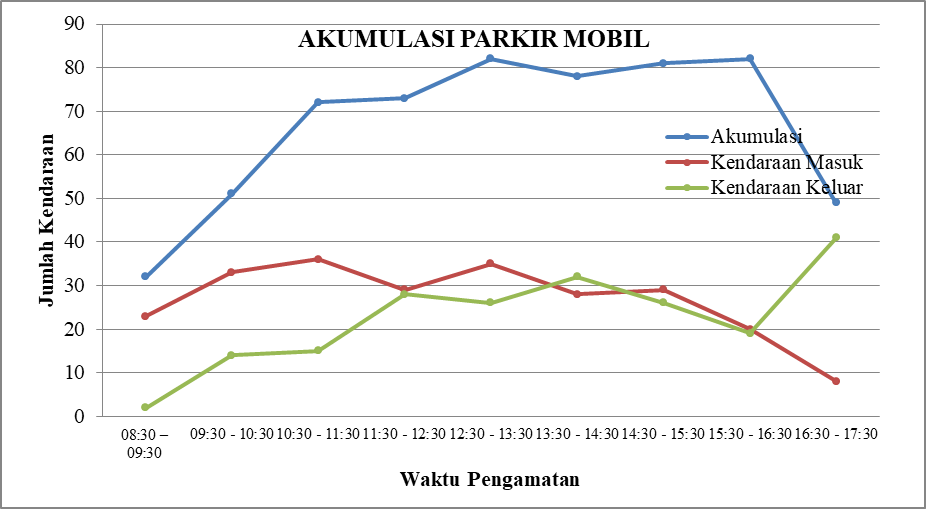 AKUMULASI PARKIR MOBIL
90
80
70
60
50
40
30
20
10
0
Jumlah Kendaraan
Akumulasi
Kendaraan Masuk
Kendaraan Keluar
08:30 –
09:30
09:30 - 10:30
10:30 - 11:30
11:30 - 12:30
12:30 - 13:30
13:30 - 14:30
14:30 - 15:30
15:30 - 16:30
16:30 - 17:30
Waktu Pengamatan